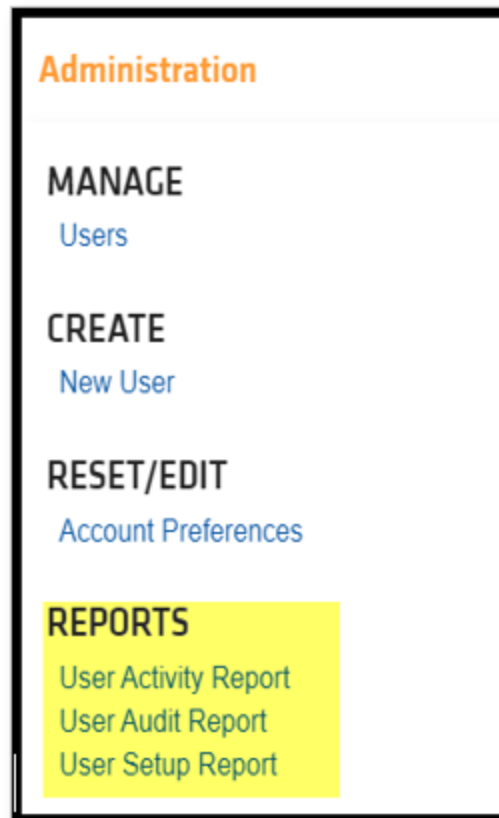 Administration
MANAGE
Users
CREATE
New User
RESET/EDIT
Account Preferences
REPORTS
User Activity Report
User Audit Report
User Setup Report